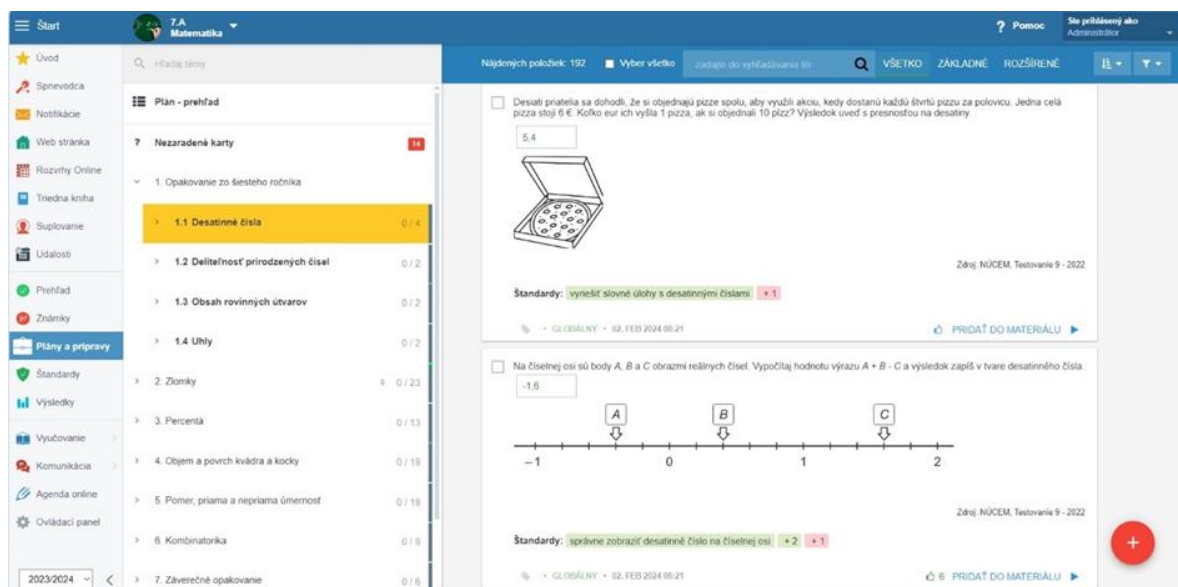 Štart
7.A
Matematika
? Pomoc
Ste prihlásený ako
Administrátor
Úvod
Sprievodca
Notifikácie
Web stránka
Rozvrhy Online
Triedna kniha
Suplovanie
Udalosti
Prehľad
Známky
Plány a prípravy
Štandardy
Výsledky
Vyučovanie
Komunikácia
Agenda online
Ovládací panel
2023/2024
Hľadaj témy
Plán - prehľad
? Nezaradené karty 14
1. Opakovanie zo šiesteho ročníka
1.1 Desatinné čísla 0 / 4
1.2 Deliteľnosť prirodzených čísel 0 / 2
1.3 Obsah rovinných útvarov 0 / 2
1.4 Uhly 0 / 2
2. Zlomky 0 / 23
3. Percentá 0 / 13
4. Objem a povrch kvádra a kocky 0 / 16
5. Pomer, priama a nepriama úmernosť 0 / 18
6. Kombinatorika 0 / 8
7. Záverečné opakovanie 0 / 6
Nájdených položiek: 192 Vyber všetko zadajte do vyhľadávania VŠETKO ZÁKLADNÉ ROZŠÍRENÉ
Desiati priatelia sa dohodli, že si objednajú pizze spolu, aby využili akciu, kedy dostanú každú štvrtú pizzu za polovicu. Jedna celá
pizza stojí 6 €. Koľko eur ich vyšla 1 pizza, ak si objednali 10 pízz? Výsledok uveď s presnosťou na desatiny.
5,4
Zdroj: NÚCEM, Testovanie 9 - 2022
Štandardy: vyriešiť slovné úlohy s desatinnými číslami + 1
• GLOBÁLNY • 02. FEB 2024 08:21 PRIDAŤ DO MATERIÁLU
Na číselnej osi sú body A, B a C obrazmi reálnych čísel. Vypočítaj hodnotu výrazu A + B - C a výsledok zapíš v tvare desatinného čísla.
-1,6
A B C
−1 0 1 2
Zdroj: NÚCEM, Testovanie 9 - 2022
Štandardy: správne zobraziť desatinné číslo na číselnej osi + 2 + 1
• GLOBÁLNY • 02. FEB 2024 08:21 6 PRIDAŤ DO MATERIÁLU